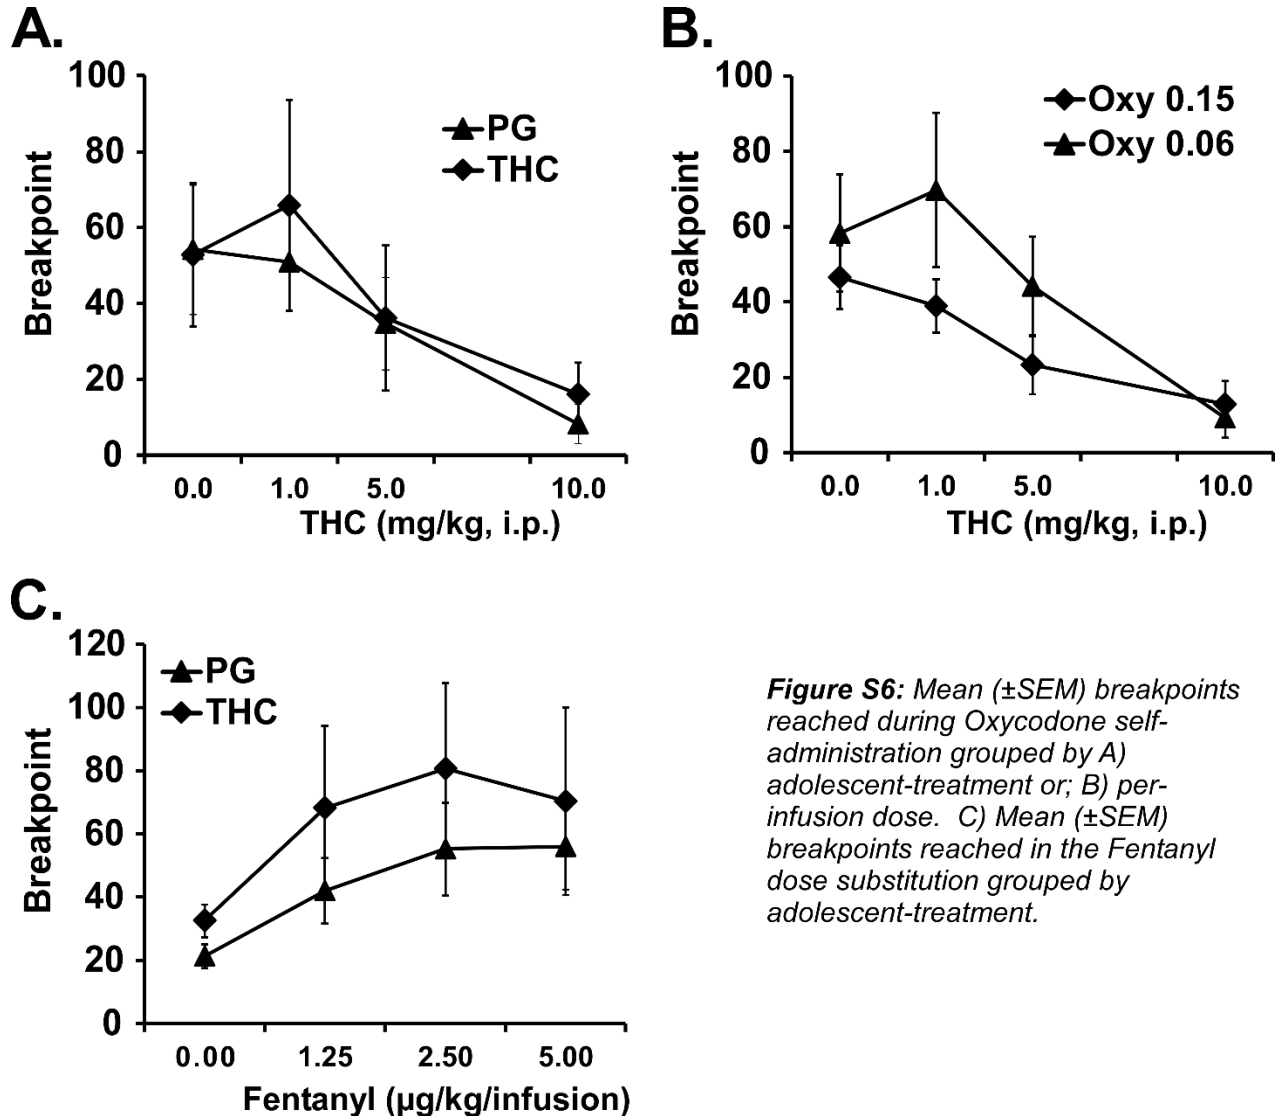 A.
100
80
60
40
20
0
Breakpoint
PG
THC
0.0 1.0 5.0 10.0
THC (mg/kg, i.p.)
B.
100
80
60
40
20
0
Breakpoint
Oxy 0.15
Oxy 0.06
0.0 1.0 5.0 10.0
THC (mg/kg, i.p.)
C.
120
100
80
60
40
20
0
Breakpoint
PG
THC
0.00 1.25 2.50 5.00
Fentanyl (µg/kg/infusion)
Figure S6: Mean (±SEM) breakpoints
reached during Oxycodone self-
administration grouped by A)
adolescent-treatment or; B) per-
infusion dose. C) Mean (±SEM)
breakpoints reached in the Fentanyl
dose substitution grouped by
adolescent-treatment.